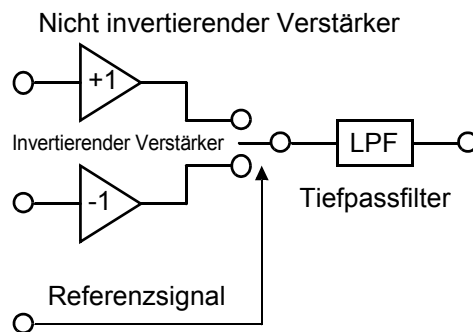 Nicht invertierender Verstärker
+1
Invertierender Verstärker
LPF
-1
Tiefpassfilter
Referenzsignal